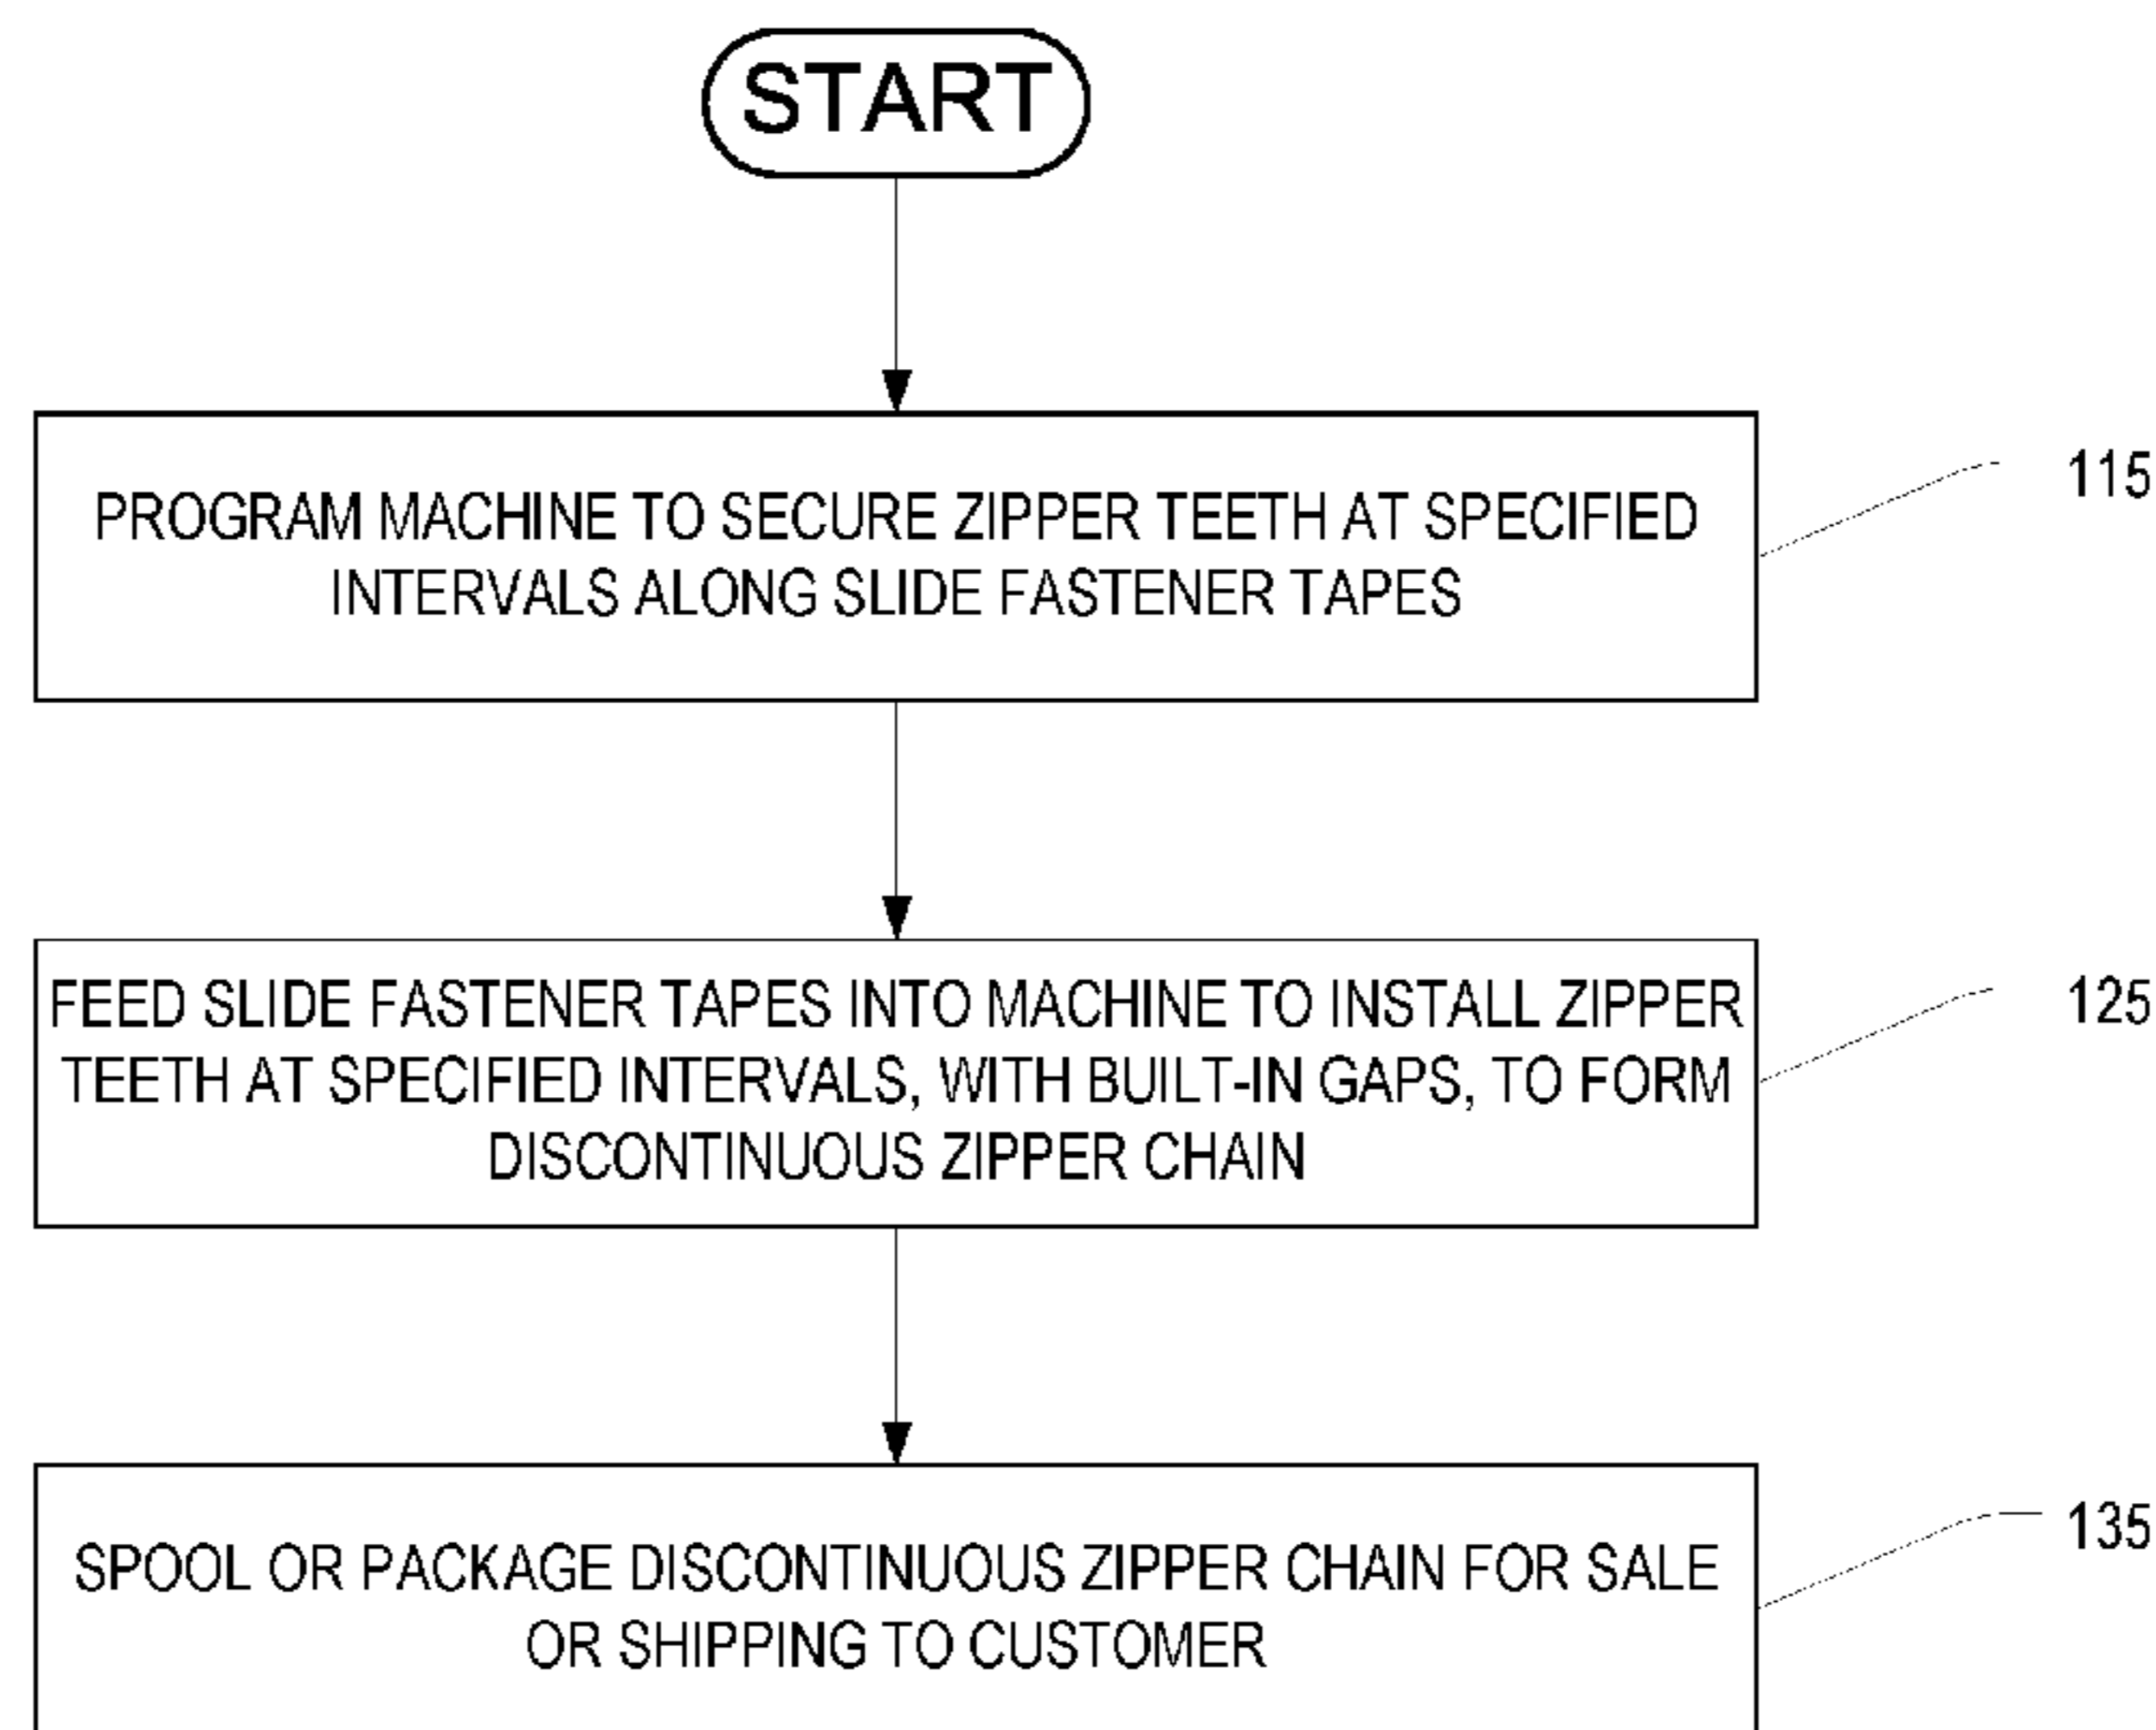 START
PROGRAM MACHINE TO SECURE ZIPPER TEETH AT SPECIFIED
INTERVALS ALONG SLIDE FASTENER TAPES
115
FEED SLIDE FASTENER TAPES INTO MACHINE TO INSTALL ZIPPER
TEETH AT SPECIFIED INTERVALS, WITH BUILT-IN GAPS, TO FORM
DISCONTINUOUS ZIPPER CHAIN
125
SPOOL OR PACKAGE DISCONTINUOUS ZIPPER CHAIN FOR SALE
OR SHIPPING TO CUSTOMER
135